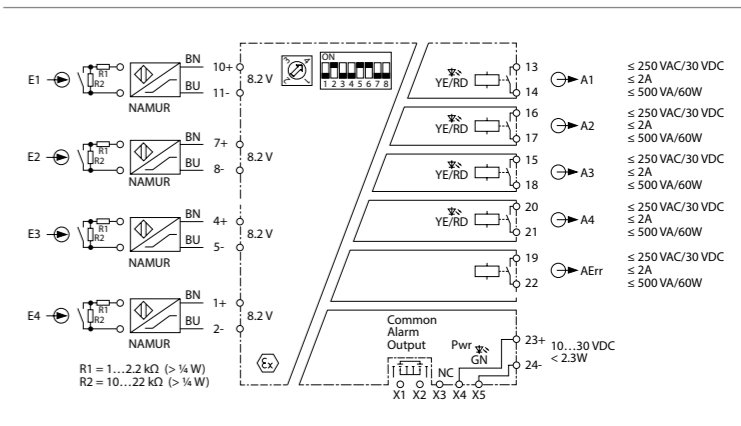 E1
R1
R2
NAMUR
BN
BU
10+
11-
8.2 V
E2
R1
R2
NAMUR
BN
BU
7+
8-
8.2 V
E3
R1
R2
NAMUR
BN
BU
4+
5-
8.2 V
E4
R1
R2
NAMUR
BN
BU
1+
2-
8.2 V
R1 = 1…2.2 kΩ (> ¼ W)
R2 = 10…22 kΩ (> ¼ W)
ON
1 2 3 4 5 6 7 8
Ex
YE/RD
13
14
A1
≤ 250 VAC/30 VDC
≤ 2A
≤ 500 VA/60W
YE/RD
16
17
A2
≤ 250 VAC/30 VDC
≤ 2A
≤ 500 VA/60W
YE/RD
15
18
A3
≤ 250 VAC/30 VDC
≤ 2A
≤ 500 VA/60W
YE/RD
20
21
A4
≤ 250 VAC/30 VDC
≤ 2A
≤ 500 VA/60W
19
22
AErr
≤ 250 VAC/30 VDC
≤ 2A
≤ 500 VA/60W
Common
Alarm
Output
Pwr
GN
NC
X1 X2 X3 X4 X5
23+
24-
10…30 VDC
< 2.3W